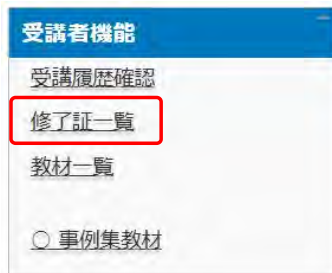 受講者機能
受講履歴確認
修了証一覧
教材一覧
○ 事例集教材